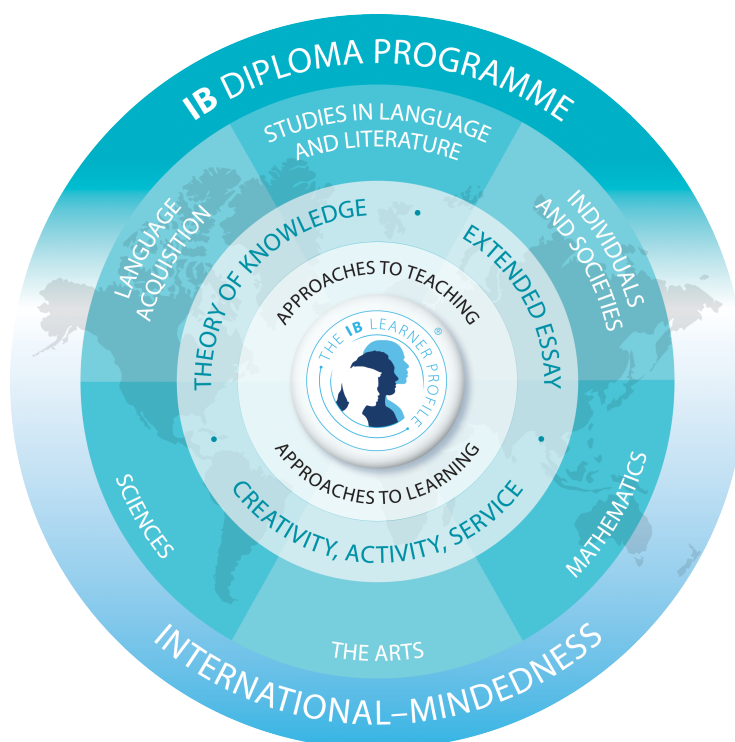 IB DIPLOMA PROGRAMME
STUDIES IN LANGUAGE
AND LITERATURE
LANGUAGE
ACQUISITION
INDIVIDUALS
AND SOCIETIES
THEORY OF KNOWLEDGE
EXTENDED ESSAY
APPROACHES TO TEACHING
THE IB LEARNER PROFILE
®
APPROACHES TO LEARNING
CREATIVITY, ACTIVITY, SERVICE
SCIENCES
MATHEMATICS
THE ARTS
INTERNATIONAL–MINDEDNESS